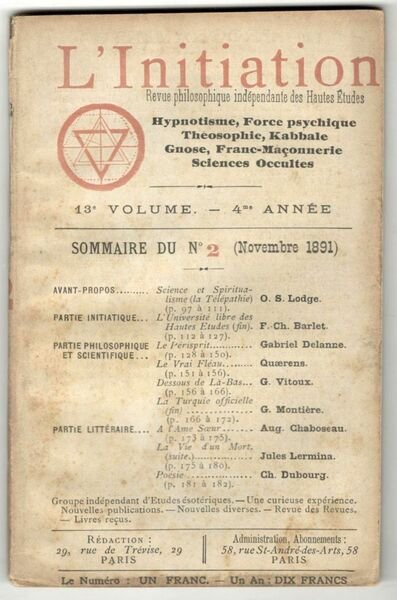 L'Initiation
Revue philosophique indépendante des Hautes Études
Hypnotisme, Force psychique
Théosophie, Kabbale
Gnose, Franc-Maçonnerie
Sciences Occultes
13e VOLUME. — 4me ANNÉE
SOMMAIRE DU No 2 (Novembre 1891)
AVANT-PROPOS.......... Science et Spiritua-
lisme (la Télépathie) O. S. Lodge.
(p. 97 à 111).
PARTIE INITIATIQUE... L'Université libre des
Hautes Etudes (fin). F.-Ch. Barlet.
(p. 112 à 127).
PARTIE PHILOSOPHIQUE Le Périsprit........... Gabriel Delanne.
ET SCIENTIFIQUE... (p. 128 à 150).
Le Vrai Fléau....... Quærens.
(p. 151 à 156).
Dessous de Là-Bas... G. Vitoux.
(p. 156 à 166).
La Turquie officielle
(fin)............... G. Montière.
(p. 166 à 172).
PARTIE LITTÉRAIRE.... A l'Ame Sœur....... Aug. Chaboseau.
(p. 173 à 175).
La Vie d'un Mort,
(suite.)............ Jules Lermina.
(p. 175 à 180).
Poésie.............. Ch. Dubourg.
(p. 181 à 182).
Groupe indépendant d'Etudes ésotériques. — Une curieuse expérience.
Nouvelles publications. — Nouvelles diverses. — Revue des Revues.
— Livres reçus.
RÉDACTION :
29, rue de Trévise, 29
PARIS
Administration, Abonnements :
58, rue St-André-des-Arts, 58
PARIS
Le Numéro : UN FRANC. — Un An : DIX FRANCS